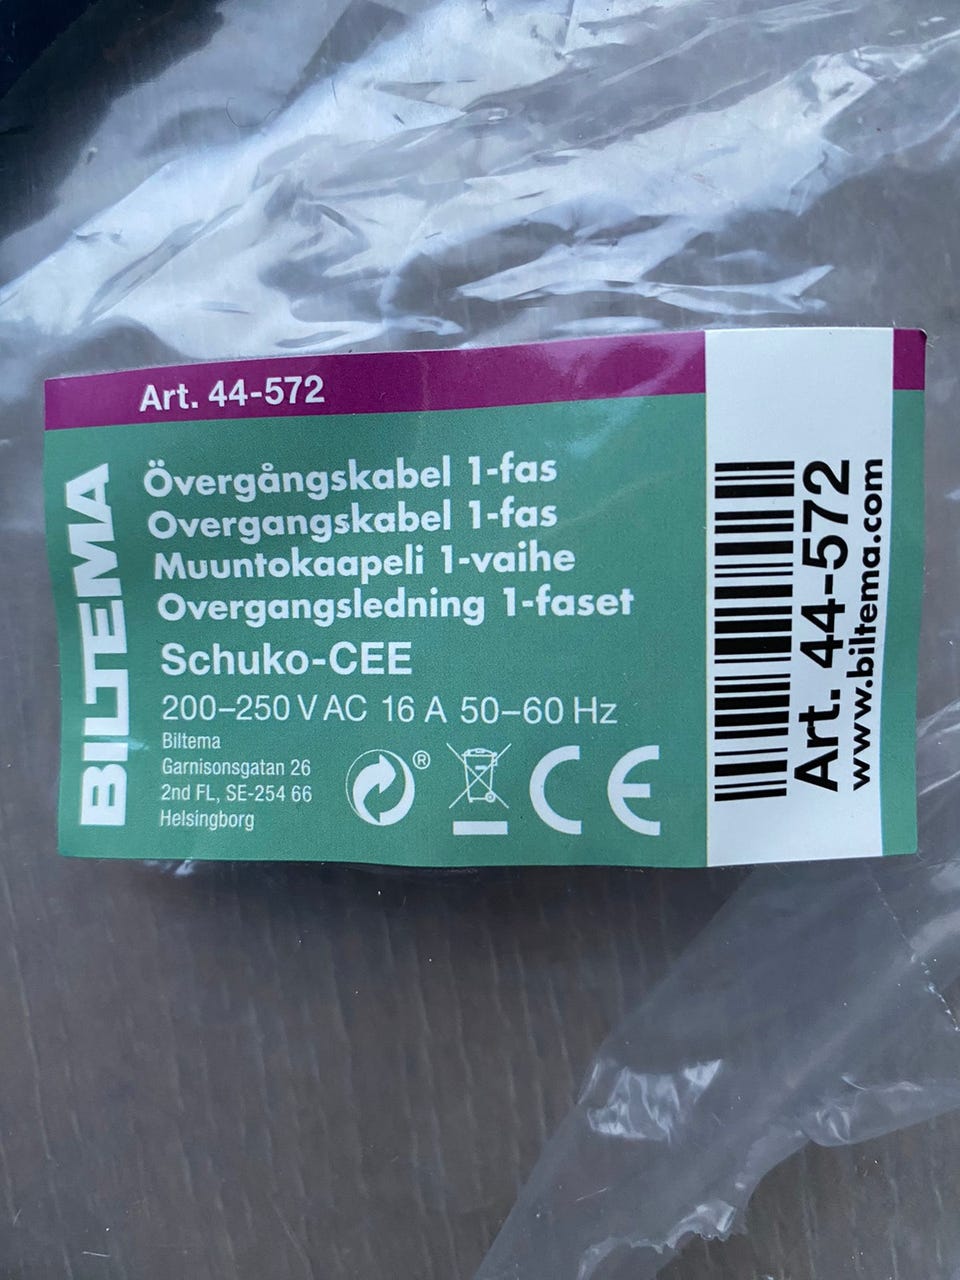 Art. 44-572
BILTEMA
Övergångskabel 1-fas
Overgangskabel 1-fas
Muuntokaapeli 1-vaihe
Overgangsledning 1-faset
Schuko-CEE
200–250 V AC 16 A 50–60 Hz
Biltema
Garnisonsgatan 26
2nd FL, SE-254 66
Helsingborg
®
CE
Art. 44-572
www.biltema.com